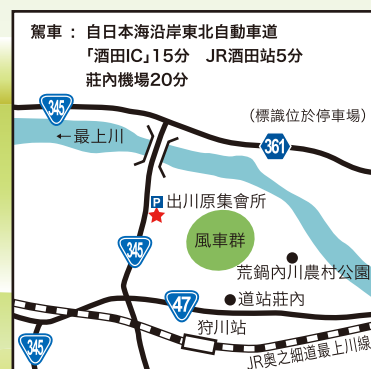 駕車：自日本海沿岸東北自動車道
「酒田IC」15分　JR酒田站5分
莊內機場20分
345
（標識位於停車場）
←最上川
361
P 出川原集會所
345
風車群
荒鍋內川農村公園
47
道站莊內
狩川站
345
JR奧之細道最上川線